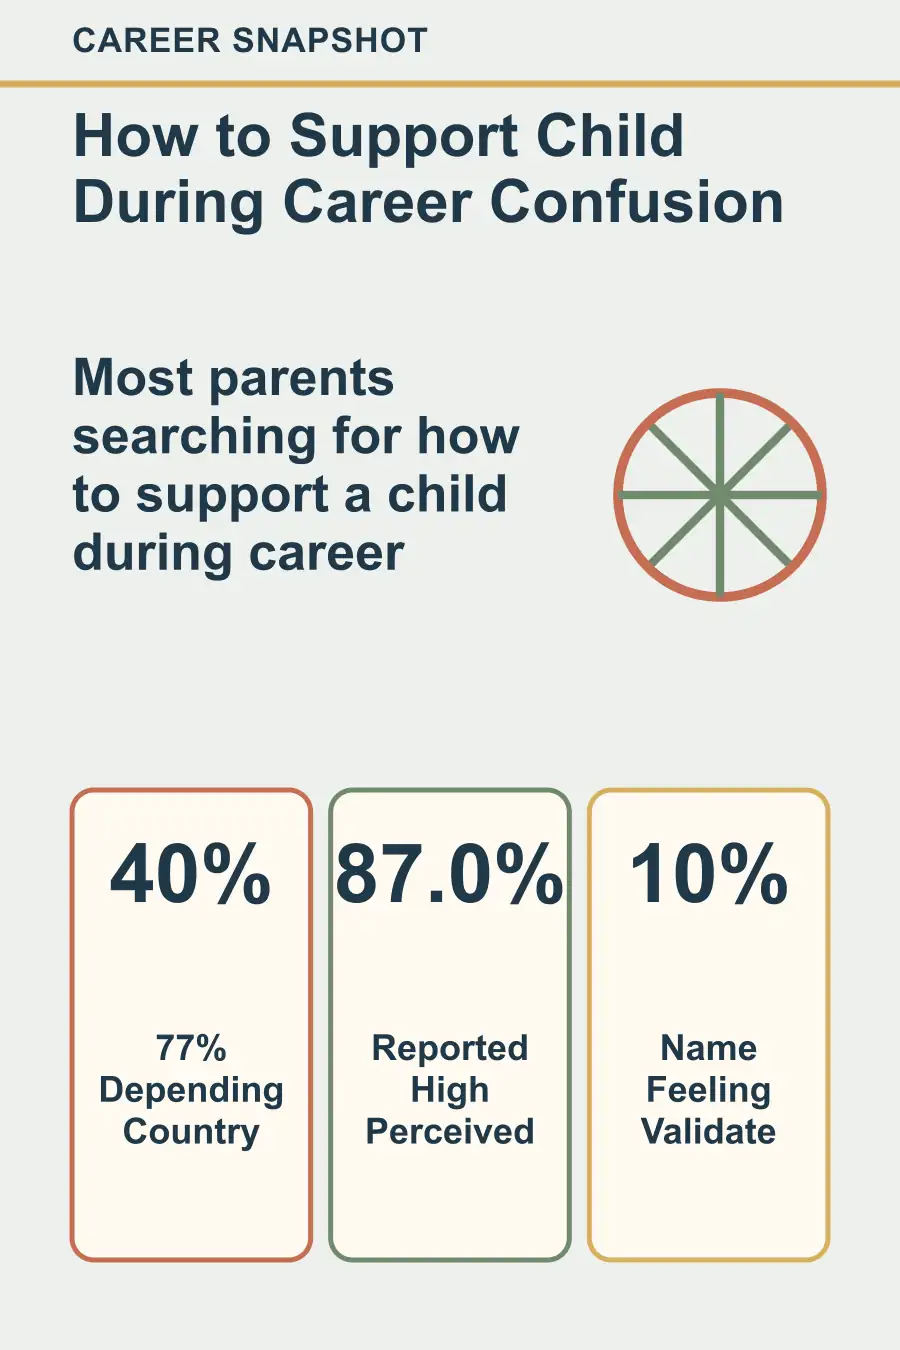 CAREER SNAPSHOT
How to Support Child
During Career Confusion
Most parents
searching for how
to support a child
during career
40%
77%
Depending
Country
87.0%
Reported
High
Perceived
10%
Name
Feeling
Validate